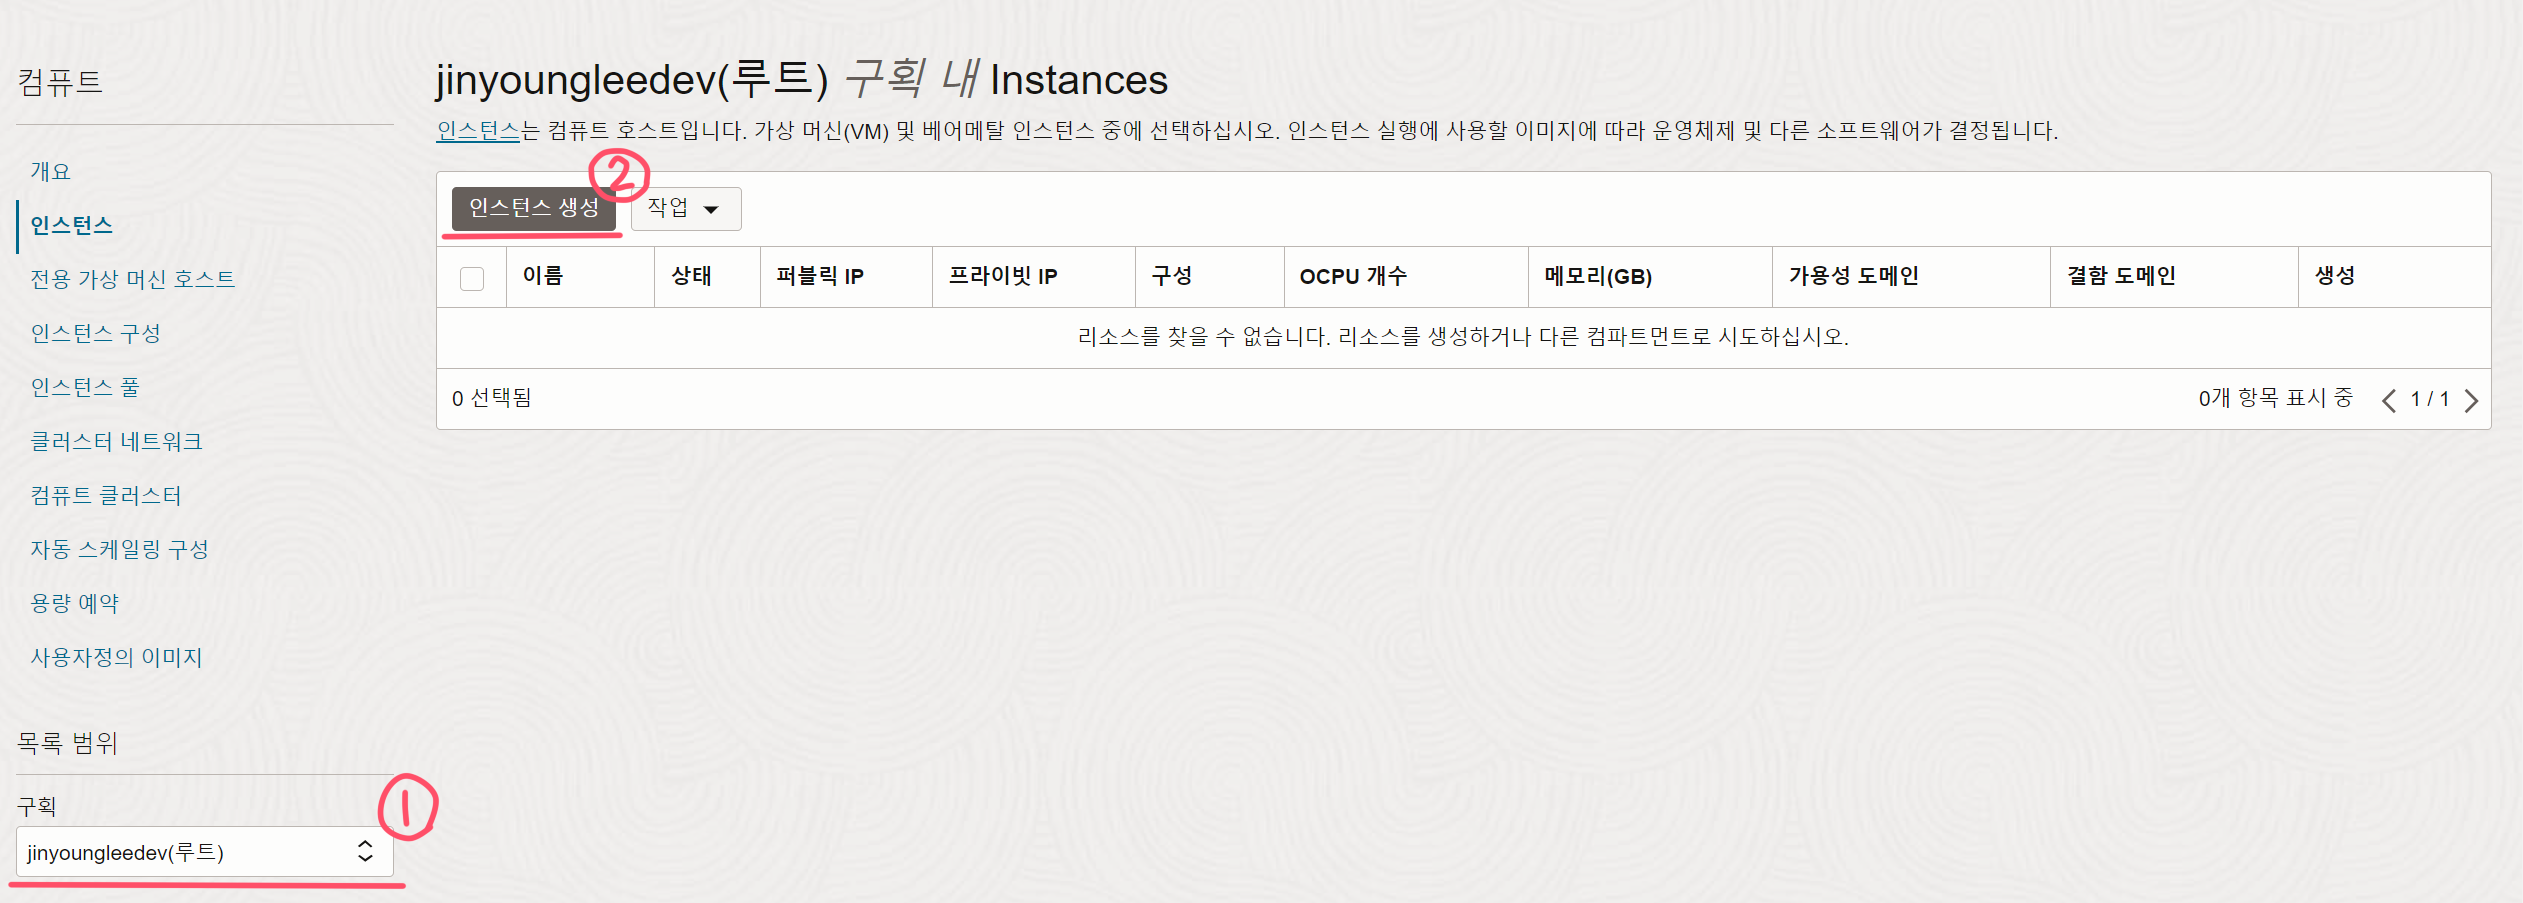 컴퓨트
개요
인스턴스
전용 가상 머신 호스트
인스턴스 구성
인스턴스 풀
클러스터 네트워크
컴퓨트 클러스터
자동 스케일링 구성
용량 예약
사용자정의 이미지
목록 범위
구획
1
jinyoungleedev(루트)
jinyoungleedev(루트) 구획 내 Instances
인스턴스는 컴퓨트 호스트입니다. 가상 머신(VM) 및 베어메탈 인스턴스 중에 선택하십시오. 인스턴스 실행에 사용할 이미지에 따라 운영체제 및 다른 소프트웨어가 결정됩니다.
2
인스턴스 생성 작업
이름 상태 퍼블릭 IP 프라이빗 IP 구성 OCPU 개수 메모리(GB) 가용성 도메인 결함 도메인 생성
리소스를 찾을 수 없습니다. 리소스를 생성하거나 다른 컴파트먼트로 시도하십시오.
0 선택됨 0개 항목 표시 중 1 / 1